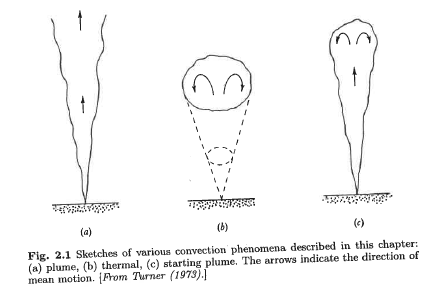 (a)
(b)
(c)
Fig. 2.1 Sketches of various convection phenomena described in this chapter:
(a) plume, (b) thermal, (c) starting plume. The arrows indicate the direction of
mean motion. [From Turner (1973).]